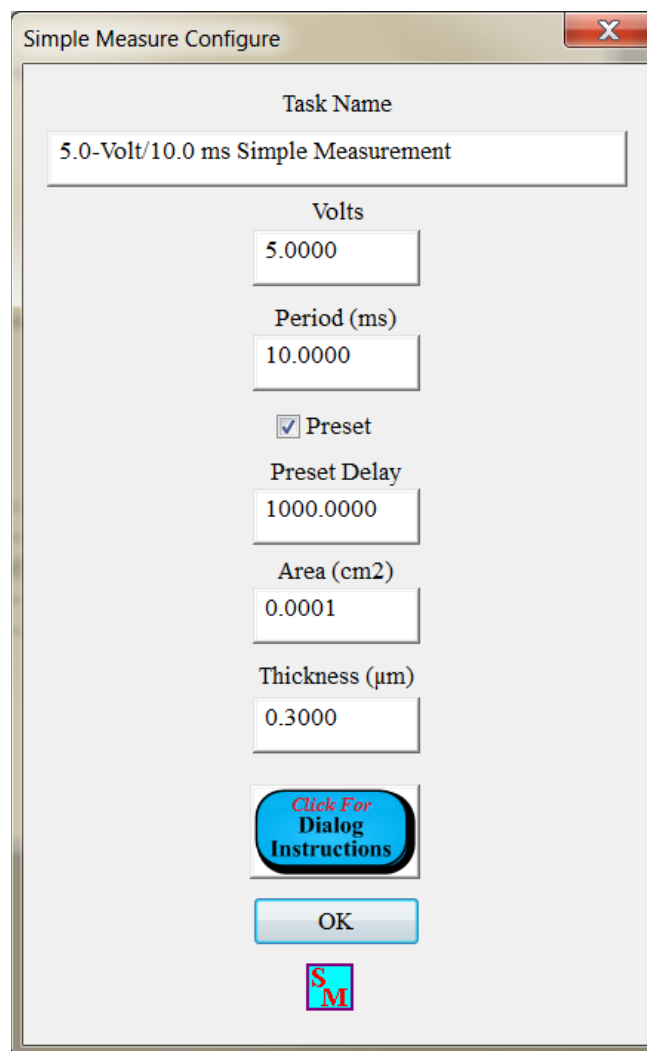 Simple Measure Configure
Task Name
5.0-Volt/10.0 ms Simple Measurement
Volts
5.0000
Period (ms)
10.0000
Preset
Preset Delay
1000.0000
Area (cm2)
0.0001
Thickness (µm)
0.3000
Click For
Dialog
Instructions
OK
S
M